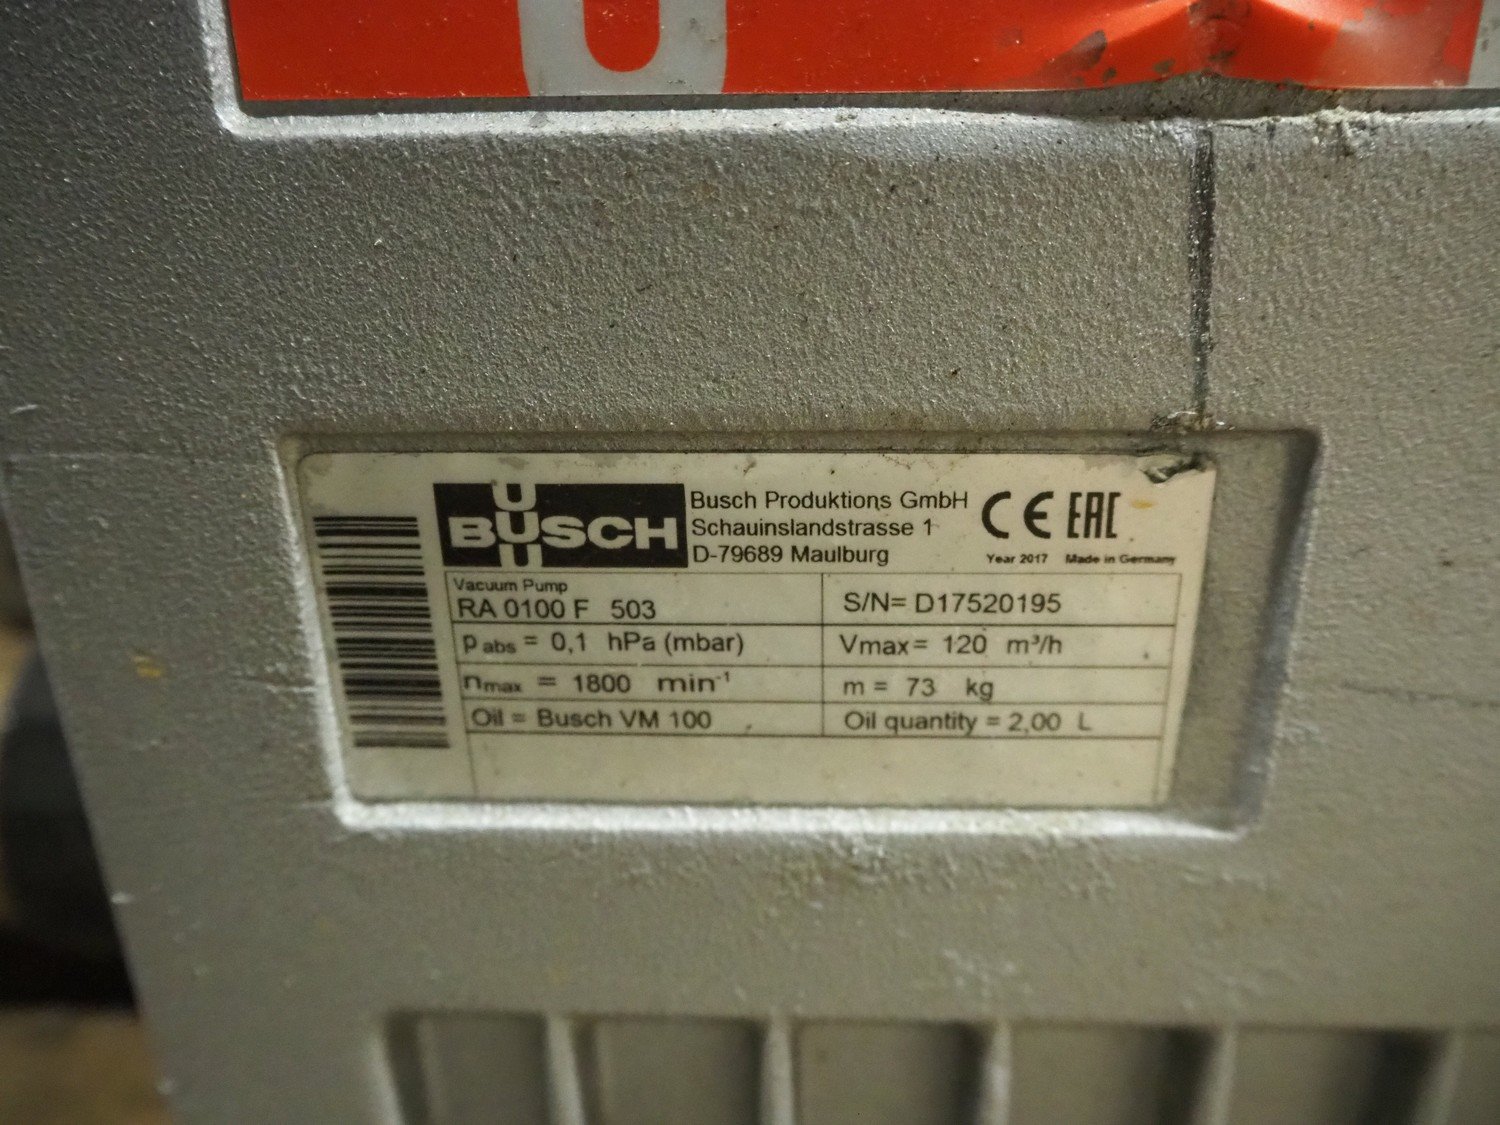 BUSCH
Busch Produktions GmbH
Schauinslandstrasse 1
D-79689 Maulburg
CE EAC
Year 2017 Made in Germany
Vacuum Pump
RA 0100 F 503
S/N= D17520195
p abs = 0,1 hPa (mbar)
Vmax= 120 m³/h
nmax = 1800 min⁻¹
m = 73 kg
Oil = Busch VM 100
Oil quantity = 2,00 L